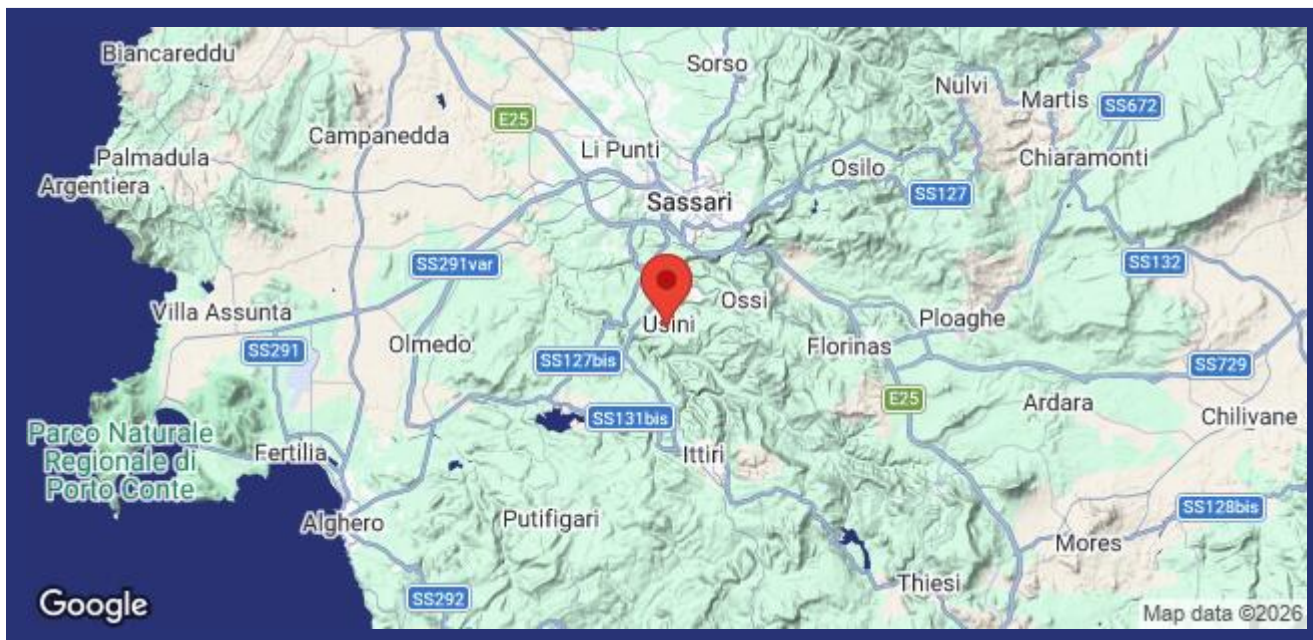 Biancareddu
Sorso
Nulvi
Martis
SS672
E25
Campanedda
Li Punti
Palmadula
Chiaramonti
Osilo
Argentiera
SS127
Sassari
SS291var
SS132
Villa Assunta
Ossi
Usini
Ploaghe
Olmedo
Florinas
SS291
SS127bis
SS729
E25
Ardara
SS131bis
Chilivane
Parco Naturale
Regionale di
Porto Conte
Fertilia
Ittiri
SS128bis
Alghero
Putifigari
Mores
Thiesi
SS292
Google
Map data ©2026